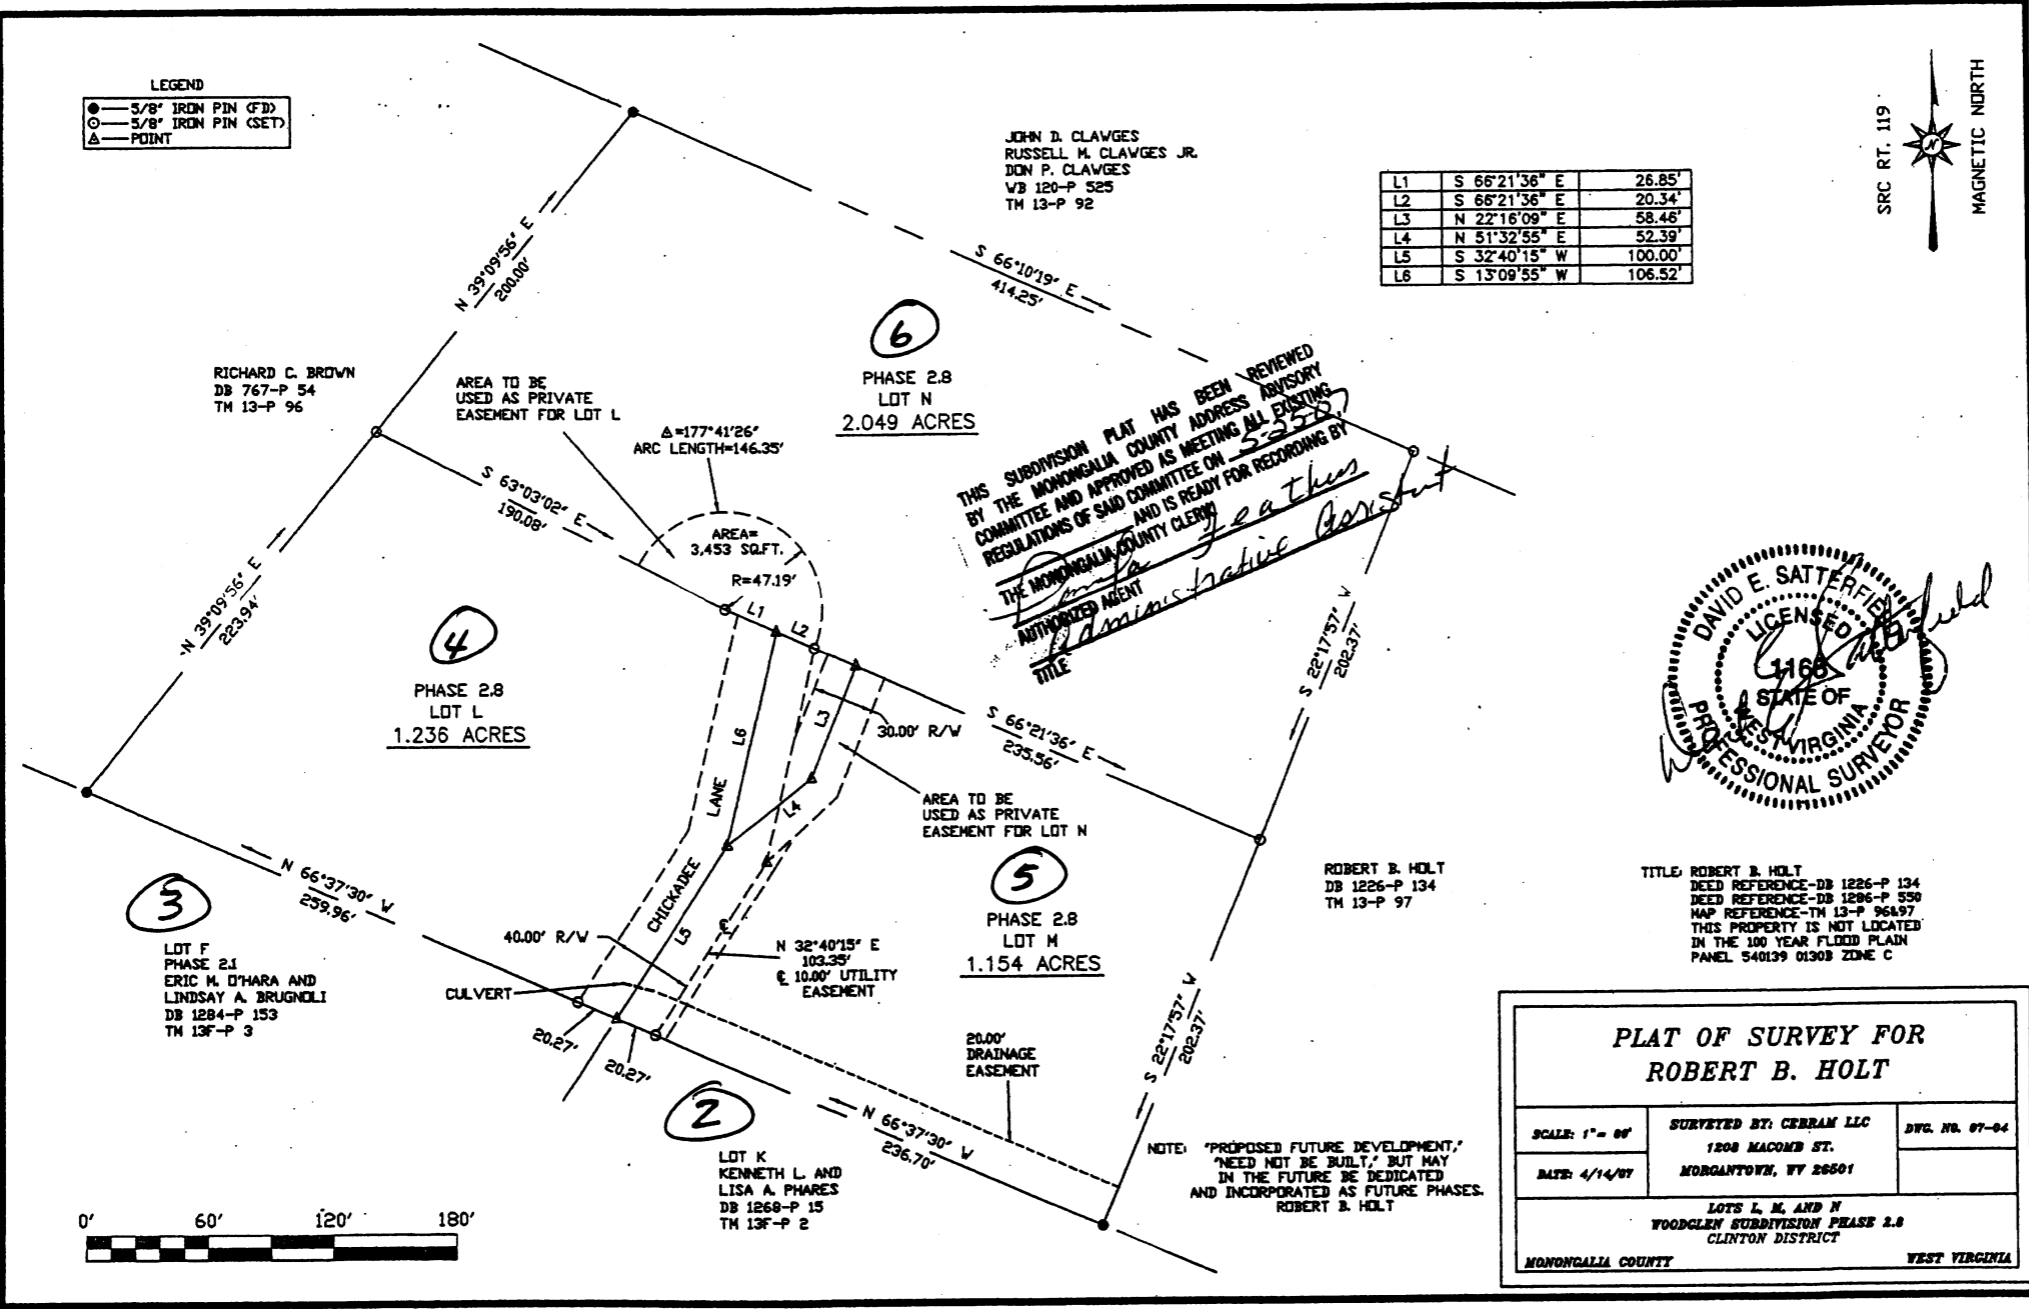 LEGEND
5/8" IRON PIN (FD)
5/8" IRON PIN (SET)
POINT
JOHN D. CLAWGES
RUSSELL M. CLAWGES JR.
DON P. CLAWGES
WB 120-P 525
TM 13-P 92
L1 S 66°21'36" E 26.85'
L2 S 66°21'36" E 20.34'
L3 N 22°16'09" E 58.46'
L4 N 51°32'55" E 52.39'
L5 S 32°40'15" W 100.00'
L6 S 13°09'55" W 106.52'
SRC RT. 119
N
MAGNETIC NORTH
N 39°09'56" E
200.00'
S 66°10'19" E
414.25'
RICHARD C. BROWN
DB 767-P 54
TM 13-P 96
AREA TO BE
USED AS PRIVATE
EASEMENT FOR LOT L
6
PHASE 2.8
LOT N
2.049 ACRES
Δ=177°41'26"
ARC LENGTH=146.35'
S 63°03'02" E
190.08'
AREA=
3,453 SQ.FT.
R=47.19'
L1
L2
THIS SUBDIVISION PLAT HAS BEEN REVIEWED
BY THE MONONGALIA COUNTY ADDRESS ADVISORY
COMMITTEE AND APPROVED AS MEETING ALL EXISTING
REGULATIONS OF SAID COMMITTEE ON 5-25-07
AND IS READY FOR RECORDING BY
THE MONONGALIA COUNTY CLERK
Feathers
AUTHORIZED AGENT
Administrative Assistant
TITLE
N 39°09'56" E
223.94'
4
PHASE 2.8
LOT L
1.236 ACRES
S 22°17'57" W
202.37'
DAVID E. SATTERFIELD
LICENSED
1168
STATE OF
WEST VIRGINIA
PROFESSIONAL SURVEYOR
L3
L6
30.00' R/W
S 66°21'36" E
235.56'
LANE
L4
AREA TO BE
USED AS PRIVATE
EASEMENT FOR LOT N
CHICKADEE
L5
℄
N 66°37'30" W
259.96'
3
LOT F
PHASE 2.1
ERIC M. O'HARA AND
LINDSAY A. BRUGNOLI
DB 1284-P 153
TM 13F-P 3
5
PHASE 2.8
LOT M
1.154 ACRES
ROBERT B. HOLT
DB 1226-P 134
TM 13-P 97
TITLE: ROBERT B. HOLT
DEED REFERENCE-DB 1226-P 134
DEED REFERENCE-DB 1286-P 550
MAP REFERENCE-TM 13-P 96&97
THIS PROPERTY IS NOT LOCATED
IN THE 100 YEAR FLOOD PLAIN
PANEL 540139 0130B ZONE C
40.00' R/W
N 32°40'15" E
103.35'
℄ 10.00' UTILITY
EASEMENT
CULVERT
20.27'
20.27'
20.00'
DRAINAGE
EASEMENT
S 22°17'57" W
202.37'
2
LOT K
KENNETH L. AND
LISA A. PHARES
DB 1268-P 15
TM 13F-P 2
N 66°37'30" W
236.70'
NOTE: "PROPOSED FUTURE DEVELOPMENT,"
"NEED NOT BE BUILT," BUT MAY
IN THE FUTURE BE DEDICATED
AND INCORPORATED AS FUTURE PHASES.
ROBERT B. HOLT
0' 60' 120' 180'
PLAT OF SURVEY FOR
ROBERT B. HOLT
SCALE: 1"= 60'
DATE: 4/14/07
SURVEYED BY: CEBRAM LLC
1208 MACOMB ST.
MORGANTOWN, WV 26501
DWG. NO. 07-04
LOTS L, M, AND N
WOODGLEN SUBDIVISION PHASE 2.8
CLINTON DISTRICT
MONONGALIA COUNTY WEST VIRGINIA